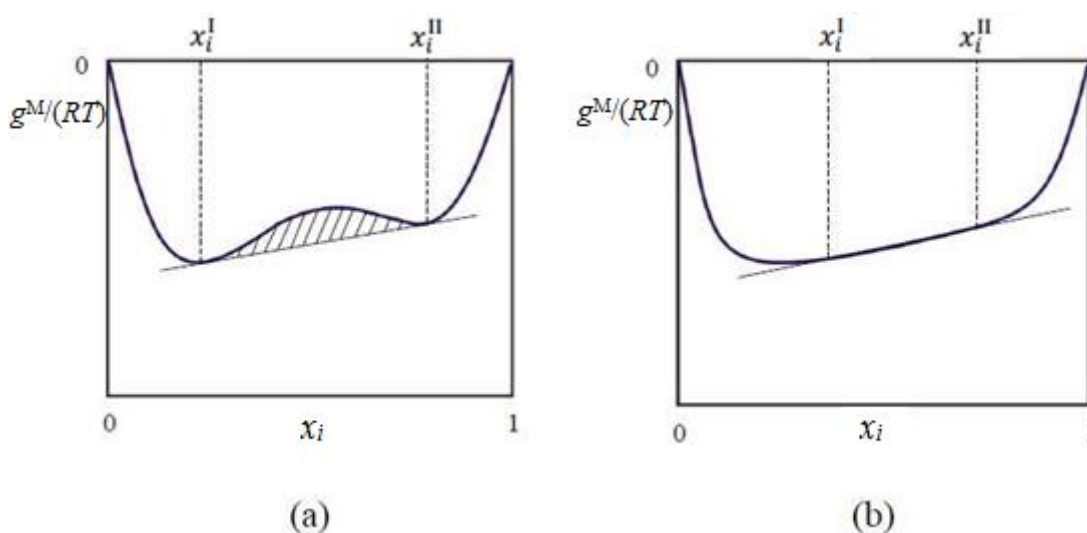 x_i^I x_i^II
0
g^M/(RT)
0 x_i 1
(a)
x_i^I x_i^II
0
g^M/(RT)
0 x_i
(b)